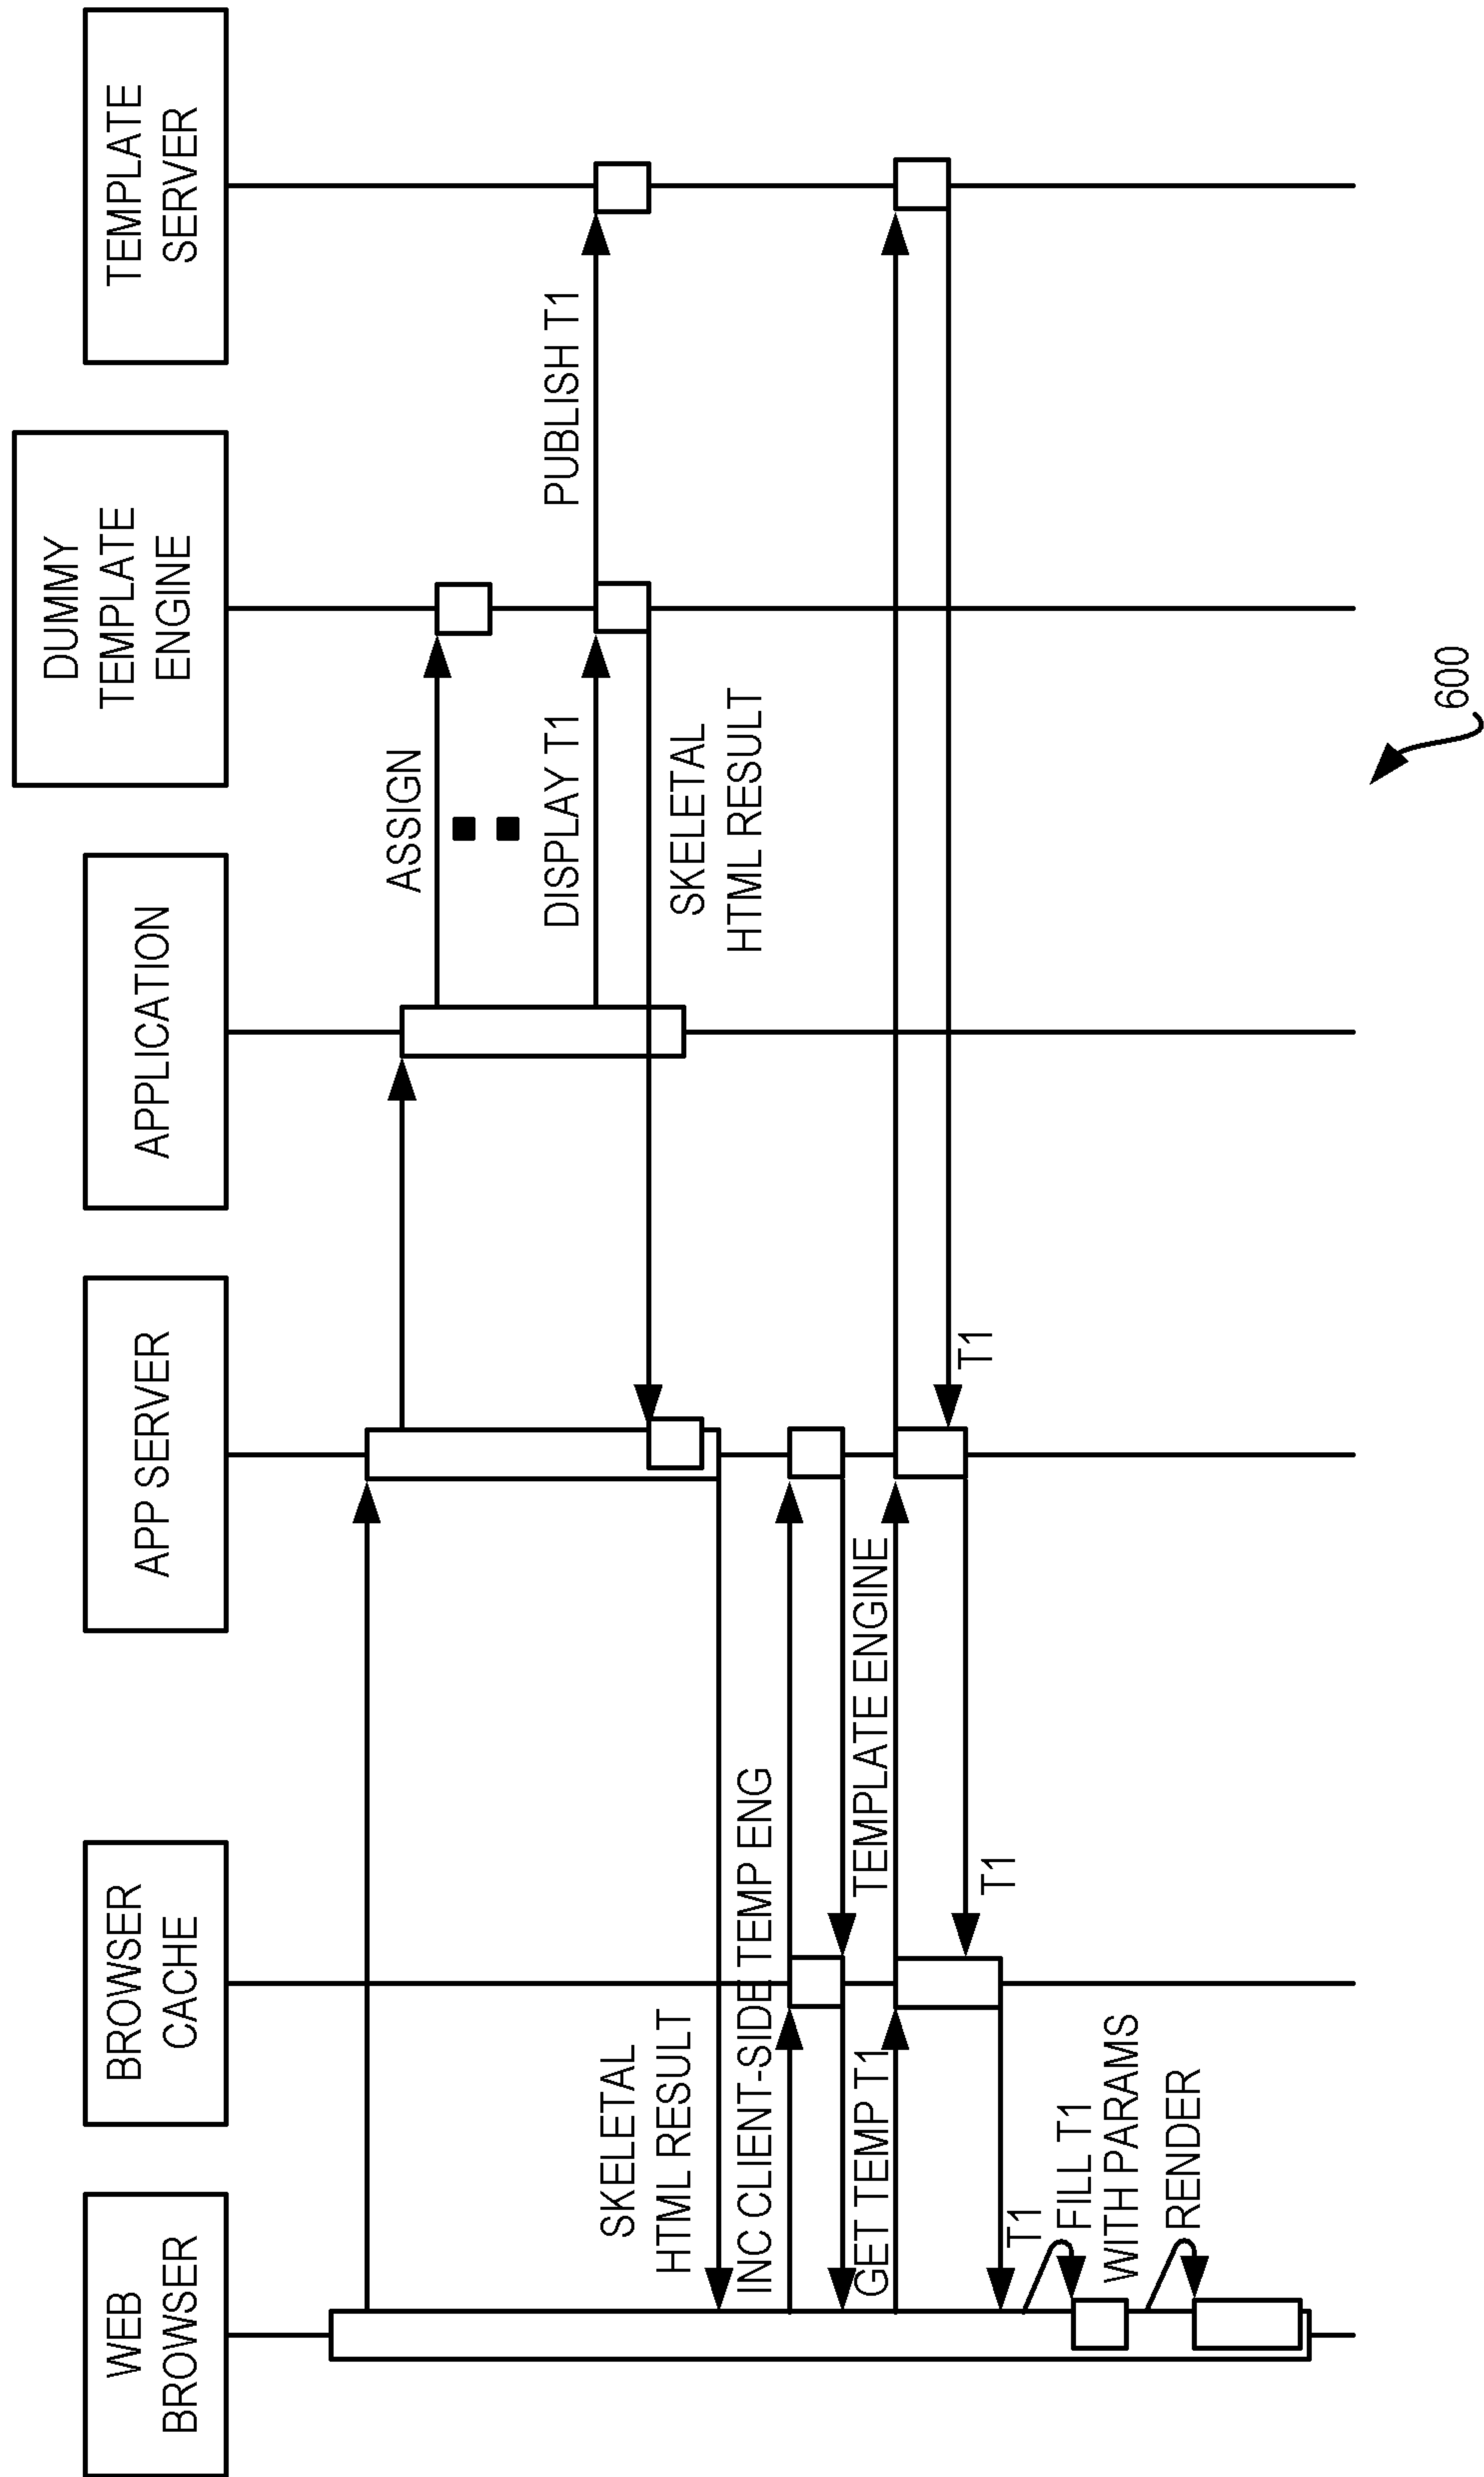 WEB
BROWSER
BROWSER
CACHE
APP SERVER
APPLICATION
DUMMY
TEMPLATE
ENGINE
TEMPLATE
SERVER
ASSIGN
DISPLAY T1
PUBLISH T1
SKELETAL
HTML RESULT
SKELETAL
HTML RESULT
INC CLIENT-SIDE TEMP ENG
TEMPLATE ENGINE
GET TEMP T1
T1
T1
T1
FILL T1
WITH PARAMS
RENDER
600